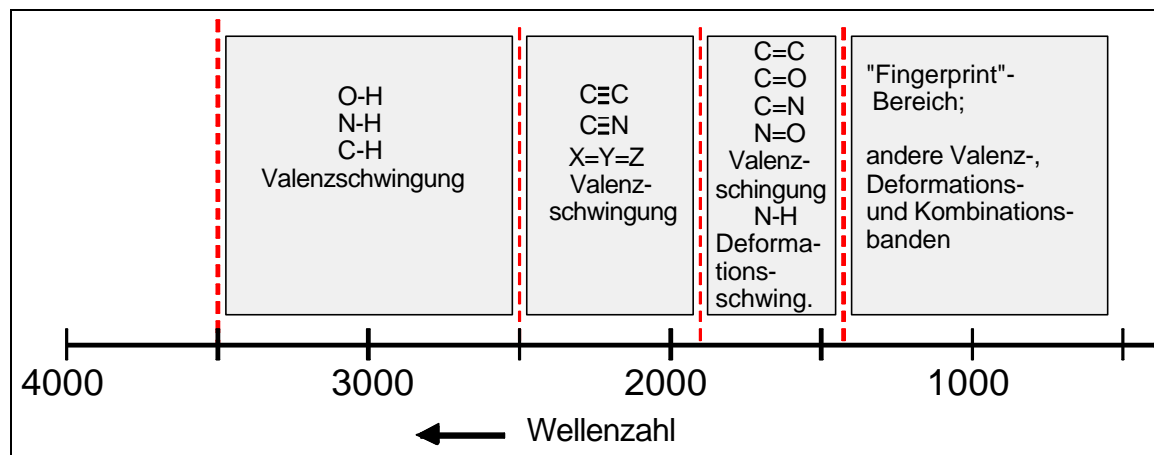 O-H
N-H
C-H
Valenzschwingung
C≡C
C≡N
X=Y=Z
Valenz-
schwingung
C=C
C=O
C=N
N=O
Valenz-
schingung
N-H
Deforma-
tions-
schwing.
"Fingerprint"-
Bereich;
andere Valenz-,
Deformations-
und Kombinations-
banden
4000 3000 2000 1000
Wellenzahl